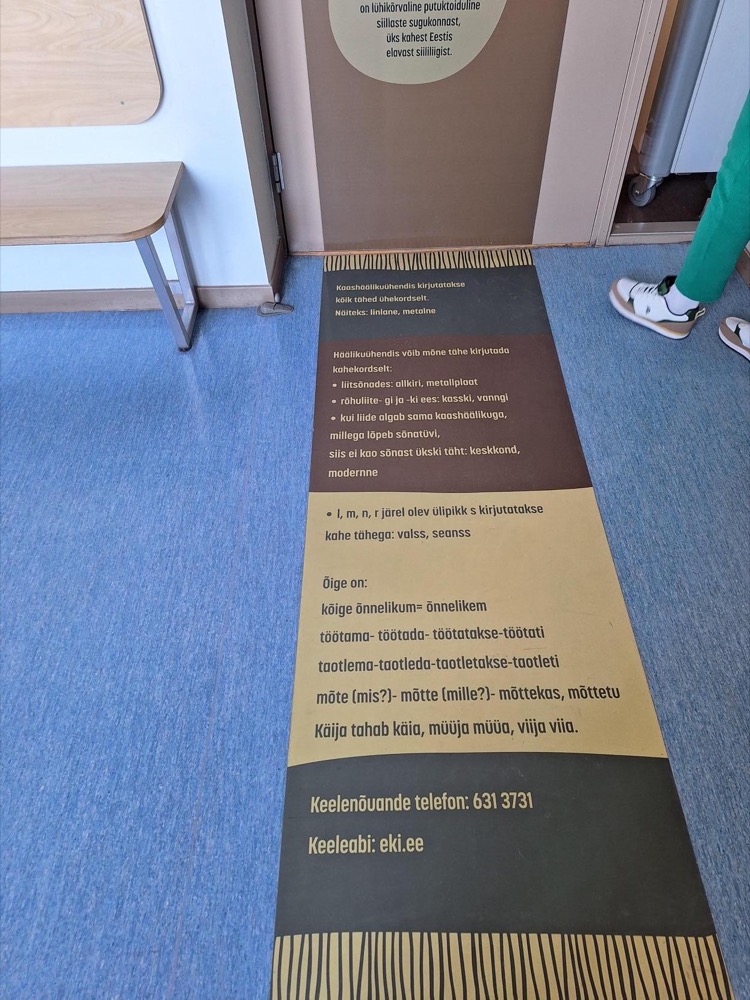 on lühikõrvaline putuktoiduline
siillaste sugukonnast,
üks kahest Eestis
elavast siililiigist.
Kaashäälikuühendis kirjutatakse
kõik tähed ühekordselt.
Näiteks: linlane, metalne
Häälikuühendis võib mõne tähe kirjutada
kahekordselt:
• liitsõnades: allkiri, metallplaat
• rõhuliite- gi ja -ki ees: kasski, vanngi
• kui liide algab sama kaashäälikuga,
millega lõpeb sõnatüvi,
siis ei kao sõnast ükski täht: keskkond,
modernne
• l, m, n, r järel olev ülipikk s kirjutatakse
kahe tähega: valss, seanss
Õige on:
kõige õnnelikum= õnnelikem
töötama- töötada- töötatakse-töötati
taotlema-taotleda-taotletakse-taotleti
mõte (mis?)- mõtte (mille?)- mõttekas, mõttetu
Käija tahab käia, müüja müüa, viija viia.
Keelenõuande telefon: 631 3731
Keeleabi: eki.ee